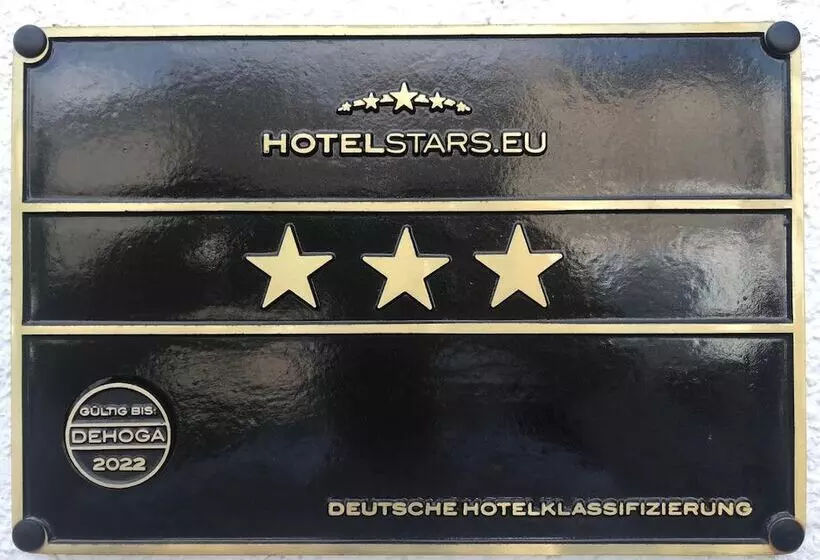 HOTELSTARS.EU
GÜLTIG BIS:
DEHOGA
2022
DEUTSCHE HOTELKLASSIFIZIERUNG